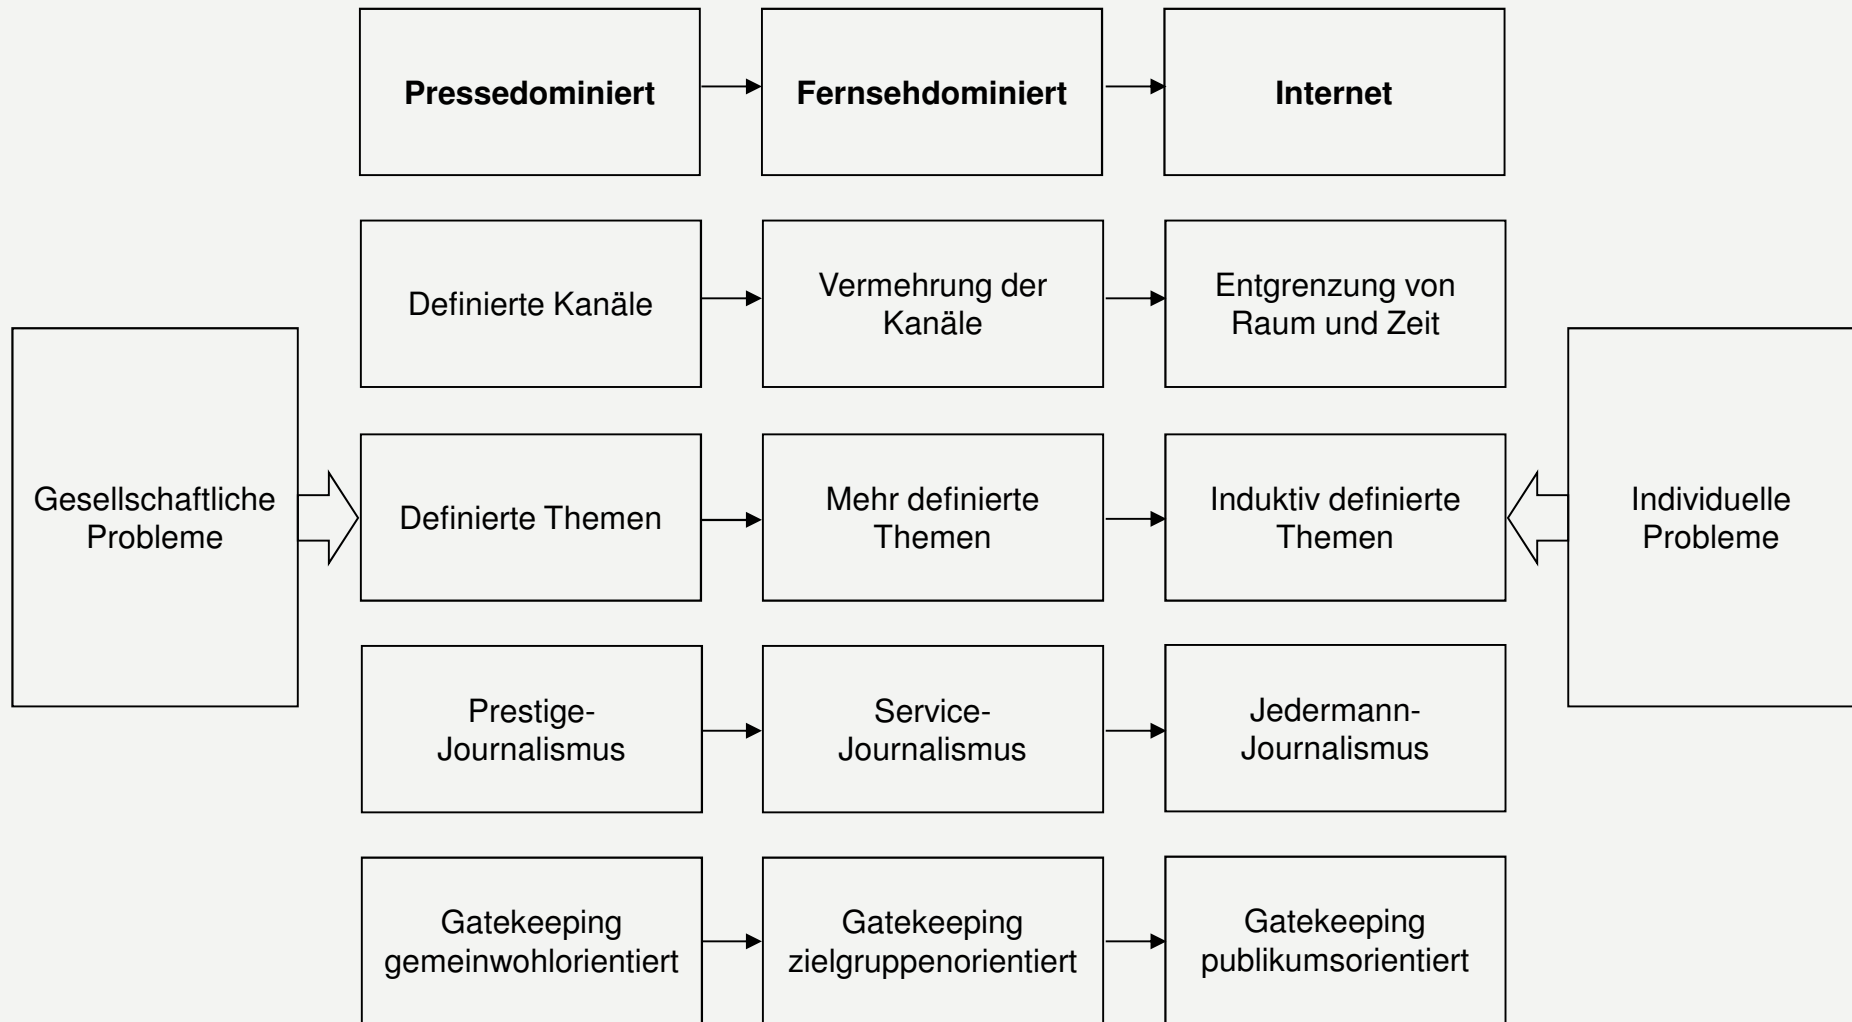 Pressedominiert
Fernsehdominiert
Internet
Definierte Kanäle
Vermehrung der
Kanäle
Entgrenzung von
Raum und Zeit
Gesellschaftliche
Probleme
Definierte Themen
Mehr definierte
Themen
Induktiv definierte
Themen
Individuelle
Probleme
Prestige-
Journalismus
Service-
Journalismus
Jedermann-
Journalismus
Gatekeeping
gemeinwohlorientiert
Gatekeeping
zielgruppenorientiert
Gatekeeping
publikumsorientiert